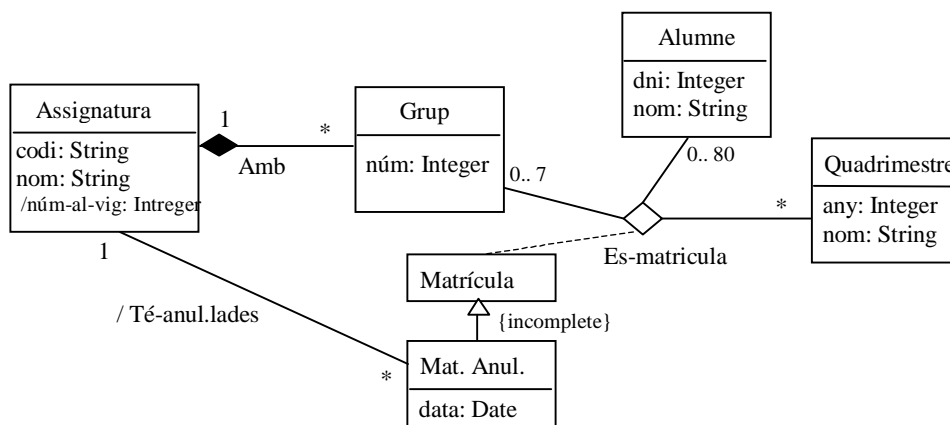 Alumne
dni: Integer
nom: String
Assignatura
codi: String
nom: String
/núm-al-vig: Intreger
1
*
Amb
Grup
núm: Integer
0.. 7
0.. 80
Quadrimestre
any: Integer
nom: String
*
Es-matricula
1
/ Té-anul.lades
*
Matrícula
{incomplete}
Mat. Anul.
data: Date